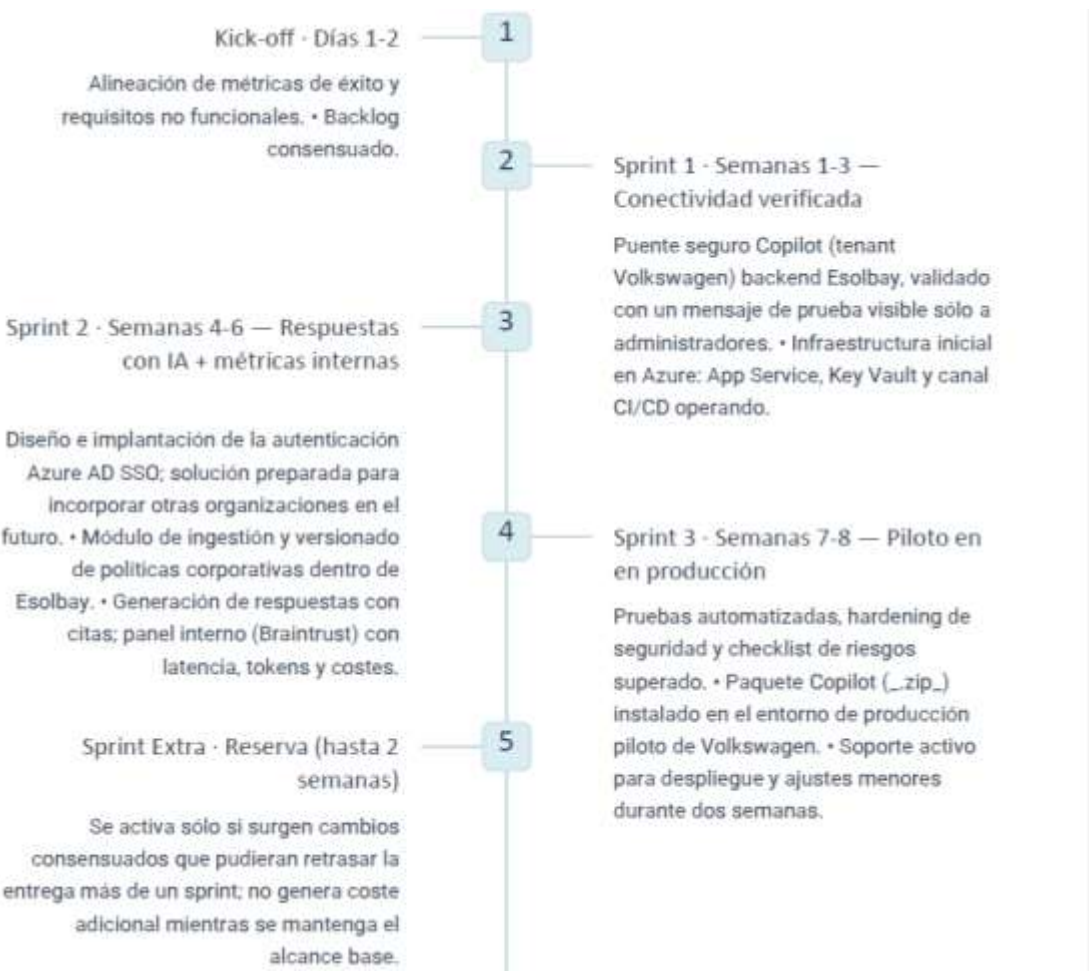 Kick-off · Días 1-2
1
Alineación de métricas de éxito y
requisitos no funcionales. • Backlog
consensuado.
2
Sprint 1 · Semanas 1-3 —
Conectividad verificada
Puente seguro Copilot (tenant
Volkswagen) backend Esolbay, validado
con un mensaje de prueba visible sólo a
administradores. • Infraestructura inicial
en Azure: App Service, Key Vault y canal
CI/CD operando.
3
Sprint 2 · Semanas 4-6 — Respuestas
con IA + métricas internas
Diseño e implantación de la autenticación
Azure AD SSO; solución preparada para
incorporar otras organizaciones en el
futuro. • Módulo de ingestión y versionado
de políticas corporativas dentro de
Esolbay. • Generación de respuestas con
citas; panel interno (Braintrust) con
latencia, tokens y costes.
4
Sprint 3 · Semanas 7-8 — Piloto en
en producción
Pruebas automatizadas, hardening de
seguridad y checklist de riesgos
superado. • Paquete Copilot (_.zip_)
instalado en el entorno de producción
piloto de Volkswagen. • Soporte activo
para despliegue y ajustes menores
durante dos semanas.
5
Sprint Extra · Reserva (hasta 2
semanas)
Se activa sólo si surgen cambios
consensuados que pudieran retrasar la
entrega más de un sprint; no genera coste
adicional mientras se mantenga el
alcance base.